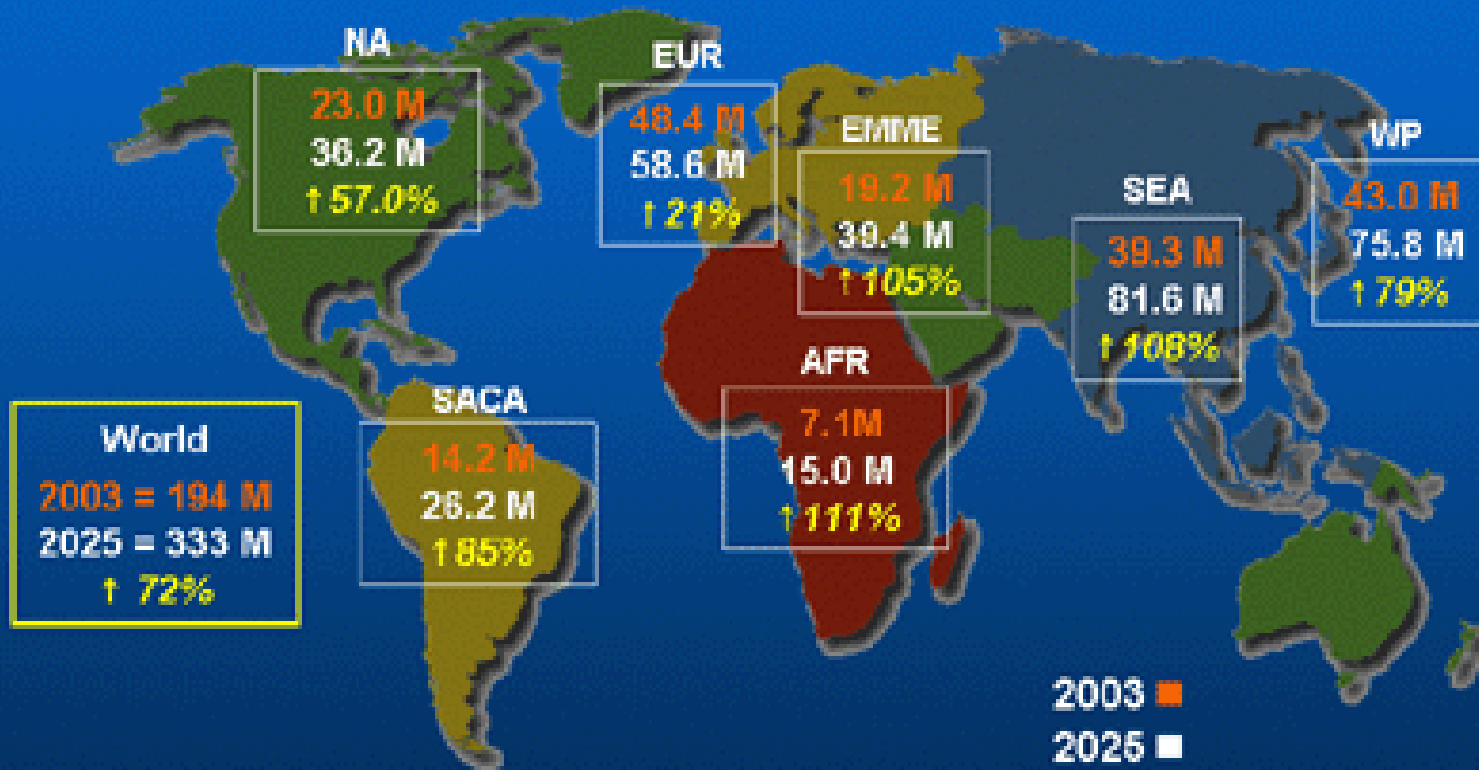 NA
23.0 M
36.2 M
↑57.0%
EUR
48.4 M
58.6 M
↑21%
EMME
19.2 M
39.4 M
↑105%
WP
43.0 M
75.8 M
↑79%
SEA
39.3 M
81.6 M
↑108%
AFR
7.1M
15.0 M
↑111%
SACA
14.2 M
26.2 M
↑85%
World
2003 = 194 M
2025 = 333 M
↑ 72%
2003
2025